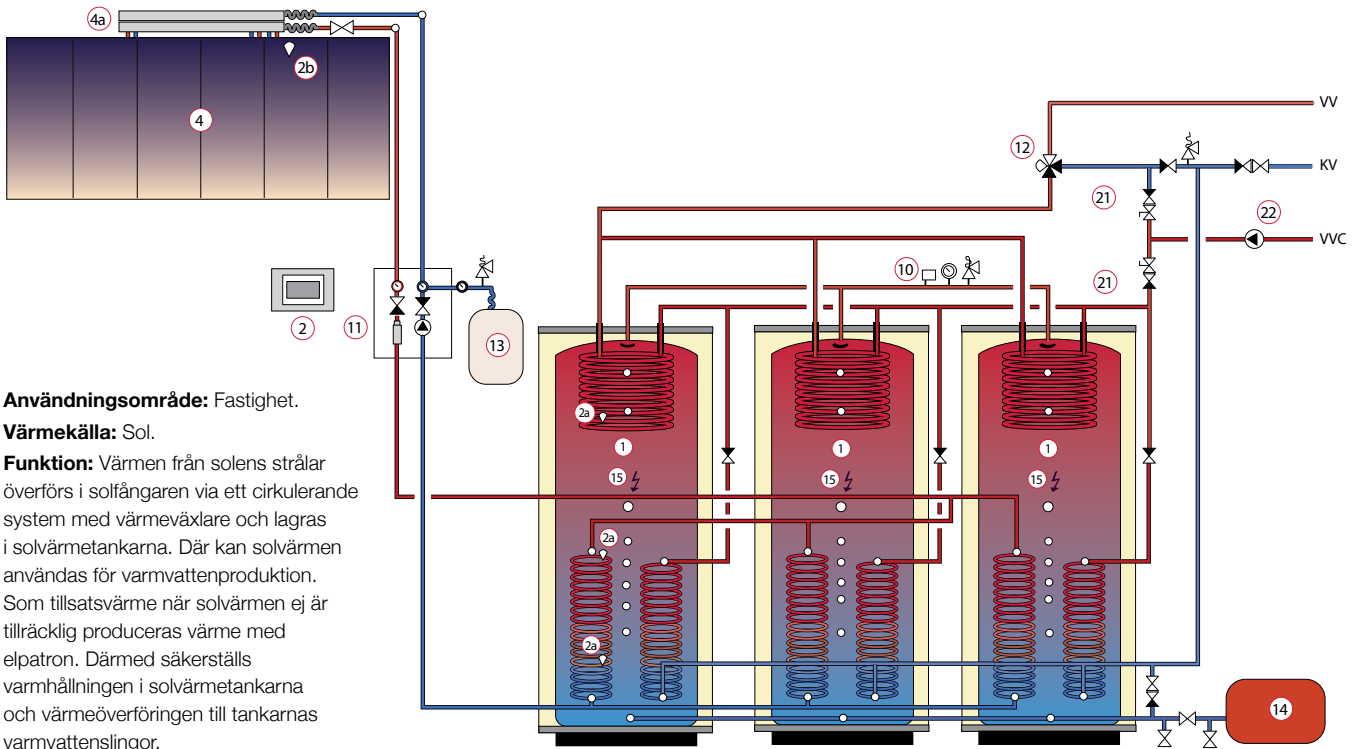 4a
2b
4
VV
12
KV
21
22
VVC
10
21
2
11
13
Användningsområde: Fastighet.
Värmekälla: Sol.
Funktion: Värmen från solens strålar
överförs i solfångaren via ett cirkulerande
system med värmeväxlare och lagras
i solvärmetankarna. Där kan solvärmen
användas för varmvattenproduktion.
Som tillsatsvärme när solvärmen ej är
tillräcklig produceras värme med
elpatron. Därmed säkerställs
varmhållningen i solvärmetankarna
och värmeöverföringen till tankarnas
varmvattenslingor.
2a
1
1
1
15
15
15
2a
2a
14